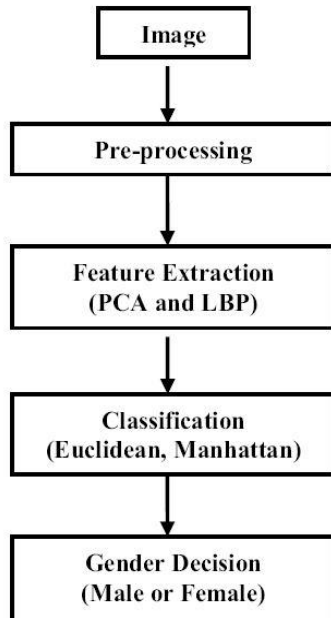 Image
Pre-processing
Feature Extraction
(PCA and LBP)
Classification
(Euclidean, Manhattan)
Gender Decision
(Male or Female)